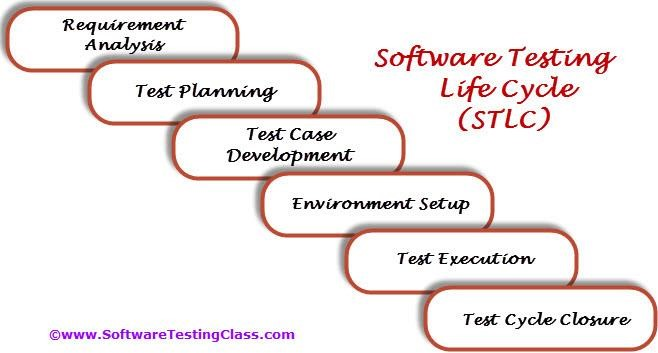 Requirement
Analysis
Software Testing
Life Cycle
(STLC)
Test Planning
Test Case
Development
Environment Setup
Test Execution
Test Cycle Closure
©www.SoftwareTestingClass.com